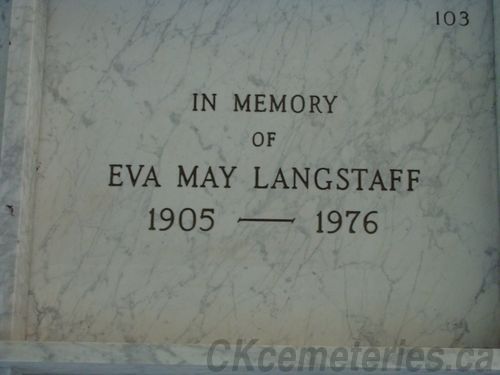 103
IN MEMORY
OF
EVA MAY LANGSTAFF
1905 — 1976
CKcemeteries.ca